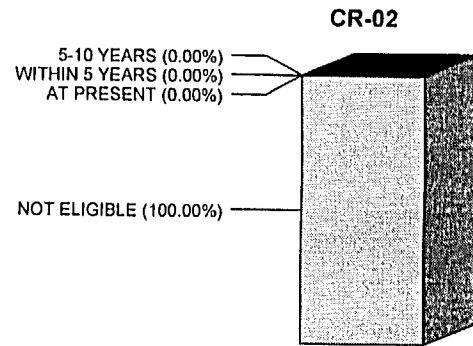 CR-02
5-10 YEARS (0.00%)
WITHIN 5 YEARS (0.00%)
AT PRESENT (0.00%)
NOT ELIGIBLE (100.00%)